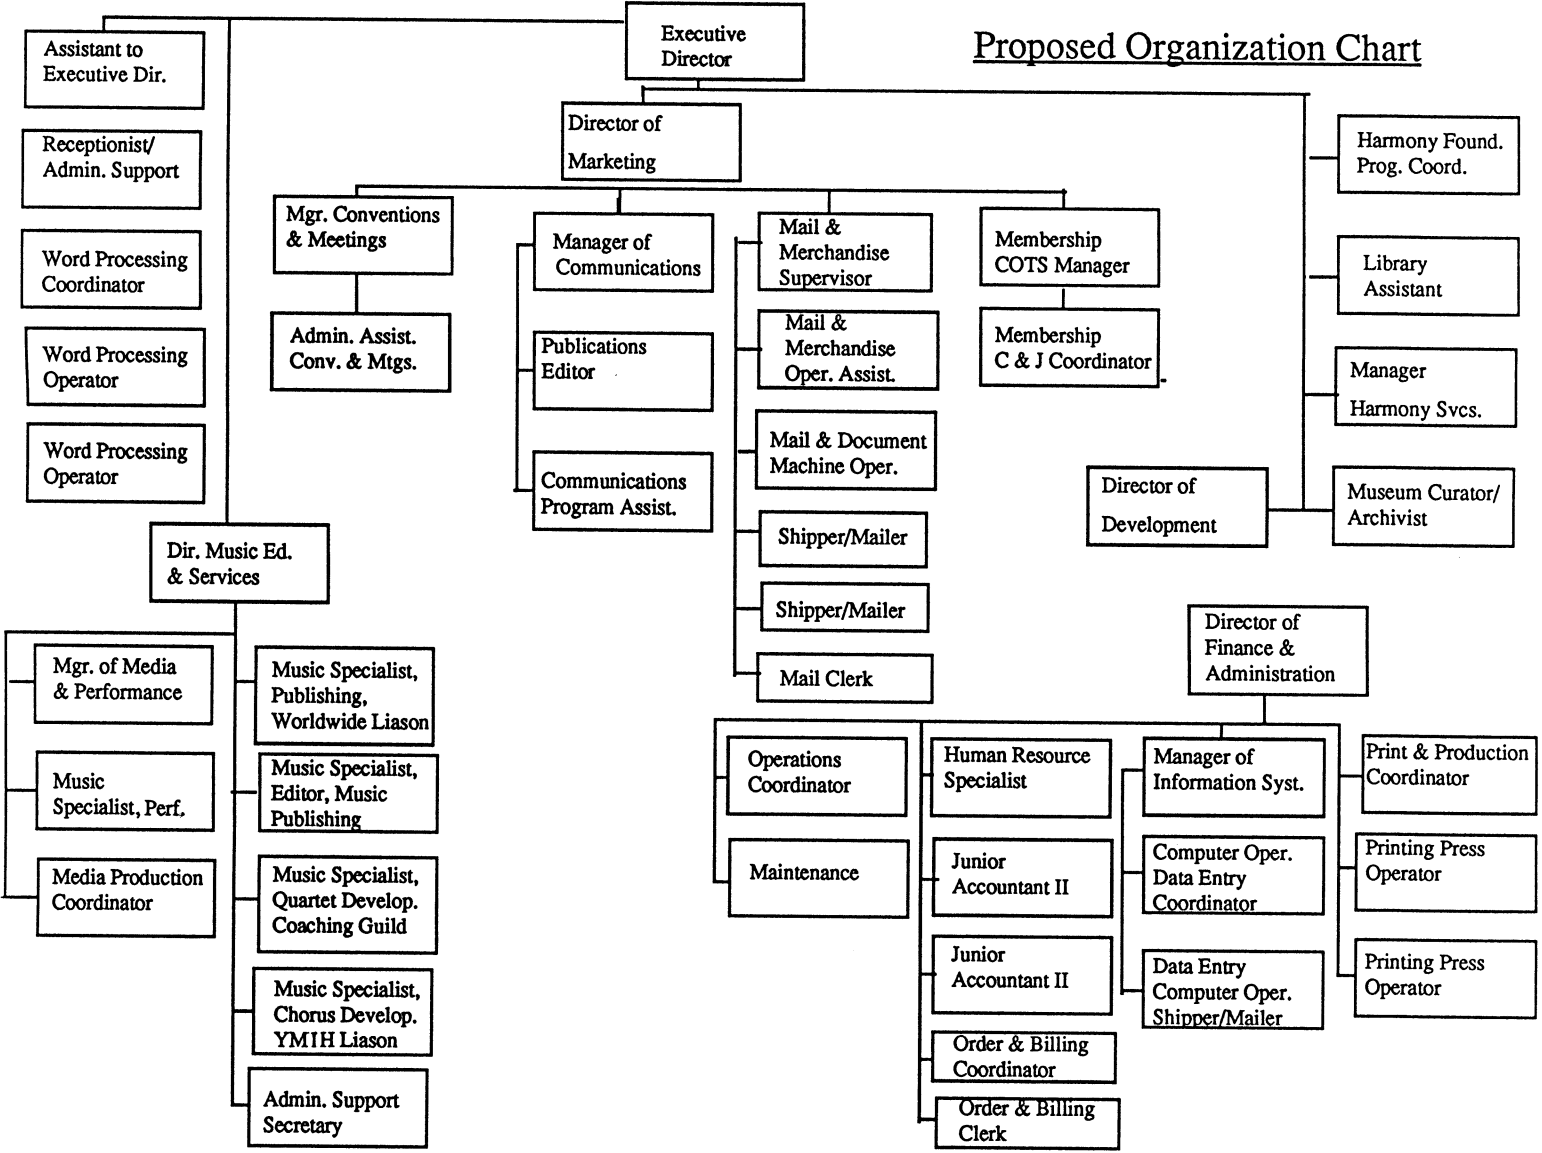 Proposed Organization Chart
Executive
Director
Assistant to
Executive Dir.
Receptionist/
Admin. Support
Word Processing
Coordinator
Word Processing
Operator
Word Processing
Operator
Director of
Marketing
Mgr. Conventions
& Meetings
Admin. Assist.
Conv. & Mtgs.
Manager of
Communications
Publications
Editor
Communications
Program Assist.
Mail &
Merchandise
Supervisor
Mail &
Merchandise
Oper. Assist.
Mail & Document
Machine Oper.
Shipper/Mailer
Shipper/Mailer
Mail Clerk
Membership
COTS Manager
Membership
C & J Coordinator
Harmony Found.
Prog. Coord.
Library
Assistant
Manager
Harmony Svcs.
Museum Curator/
Archivist
Director of
Development
Dir. Music Ed.
& Services
Mgr. of Media
& Performance
Music
Specialist, Perf.
Media Production
Coordinator
Music Specialist,
Publishing,
Worldwide Liason
Music Specialist,
Editor, Music
Publishing
Music Specialist,
Quartet Develop.
Coaching Guild
Music Specialist,
Chorus Develop.
YMIH Liason
Admin. Support
Secretary
Director of
Finance &
Administration
Operations
Coordinator
Maintenance
Human Resource
Specialist
Junior
Accountant II
Junior
Accountant II
Order & Billing
Coordinator
Order & Billing
Clerk
Manager of
Information Syst.
Computer Oper.
Data Entry
Coordinator
Data Entry
Computer Oper.
Shipper/Mailer
Print & Production
Coordinator
Printing Press
Operator
Printing Press
Operator